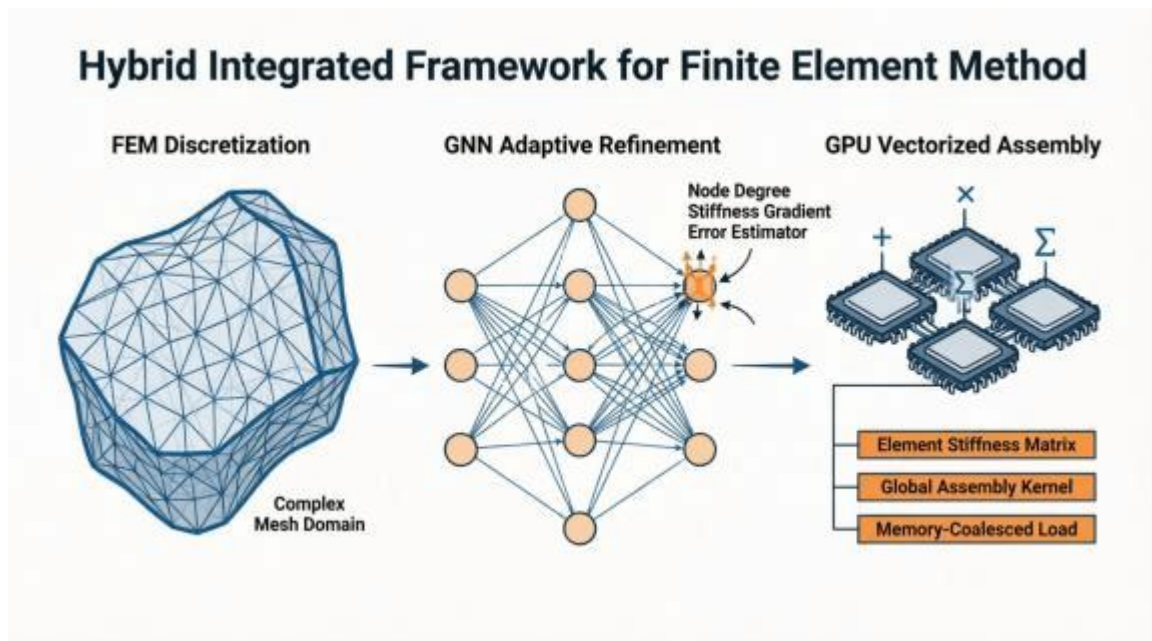 Hybrid Integrated Framework for Finite Element Method
FEM Discretization
GNN Adaptive Refinement
GPU Vectorized Assembly
Node Degree
Stiffness Gradient
Error Estimator
×
+
Σ
Σ
Complex
Mesh Domain
Element Stiffness Matrix
Global Assembly Kernel
Memory-Coalesced Load